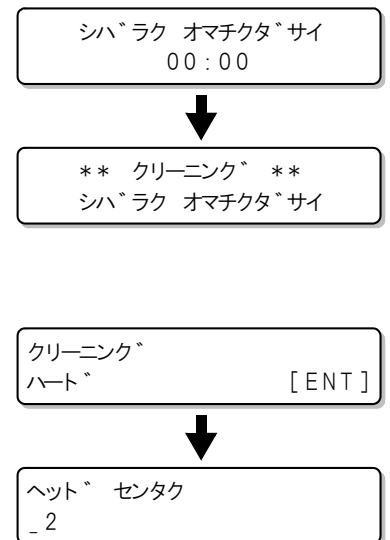 シハ゛ラク オマチクタ゛サイ
00:00
** クリーニンク゛ **
シハ゛ラク オマチクタ゛サイ
クリーニンク゛
ハート゛ [ENT]
ヘット゛ センタク
_2